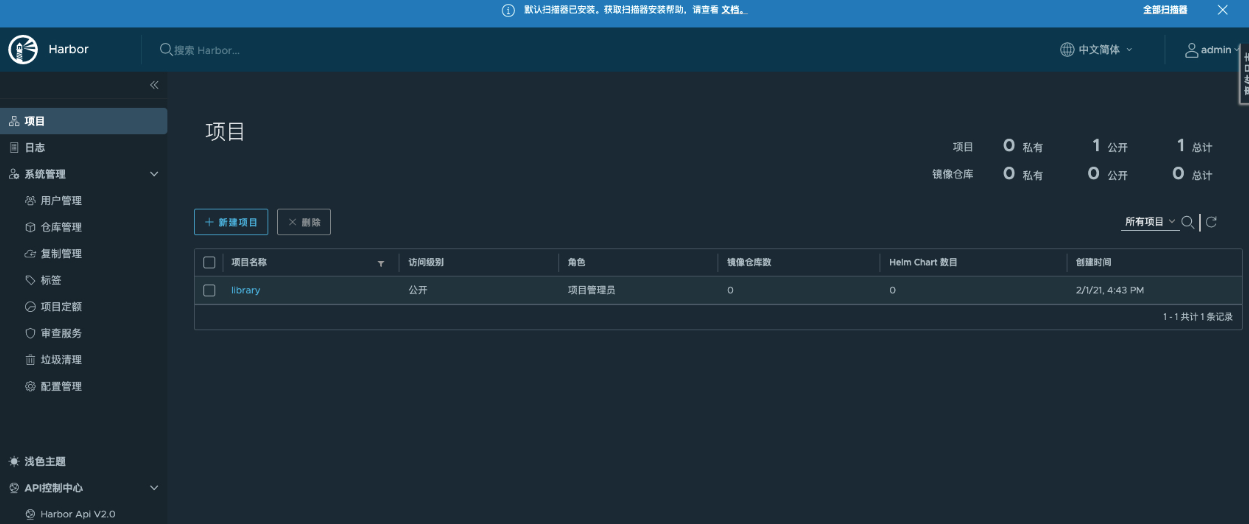 默认扫描器已安装。获取扫描器安装帮助，请查看 文档。 全部扫描器
Harbor 搜索 Harbor... 中文简体 admin
项目
日志
系统管理
用户管理
仓库管理
复制管理
标签
项目定额
审查服务
垃圾清理
配置管理
浅色主题
API控制中心
Harbor Api V2.0
项目
项目 0 私有 1 公开 1 总计
镜像仓库 0 私有 0 公开 0 总计
+ 新建项目 × 删除 所有项目
项目名称 访问级别 角色 镜像仓库数 Helm Chart 数目 创建时间
library 公开 项目管理员 0 0 2/1/21, 4:43 PM
1 - 1 共计 1 条记录